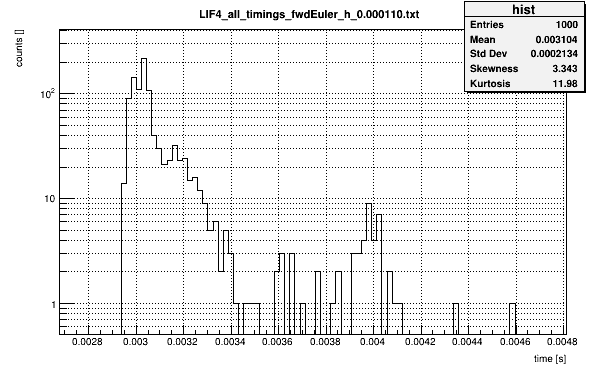 LIF4_all_timings_fwdEuler_h_0.000110.txt
hist
Entries 1000
Mean 0.003104
Std Dev 0.0002134
Skewness 3.343
Kurtosis 11.98
counts []
10²
10
1
0.0028 0.003 0.0032 0.0034 0.0036 0.0038 0.004 0.0042 0.0044 0.0046 0.0048
time [s]